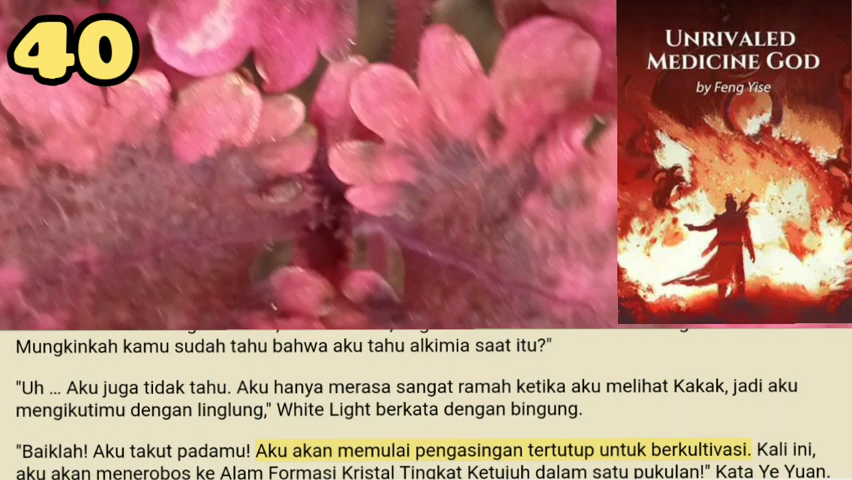 40
UNRIVALED
MEDICINE GOD
by Feng Yise
Mungkinkah kamu sudah tahu bahwa aku tahu alkimia saat itu?"
"Uh ... Aku juga tidak tahu. Aku hanya merasa sangat ramah ketika aku melihat Kakak, jadi aku
mengikutimu dengan linglung," White Light berkata dengan bingung.
"Baiklah! Aku takut padamu! Aku akan memulai pengasingan tertutup untuk berkultivasi. Kali ini,
aku akan menerobos ke Alam Formasi Kristal Tingkat Ketujuh dalam satu pukulan!" Kata Ye Yuan.